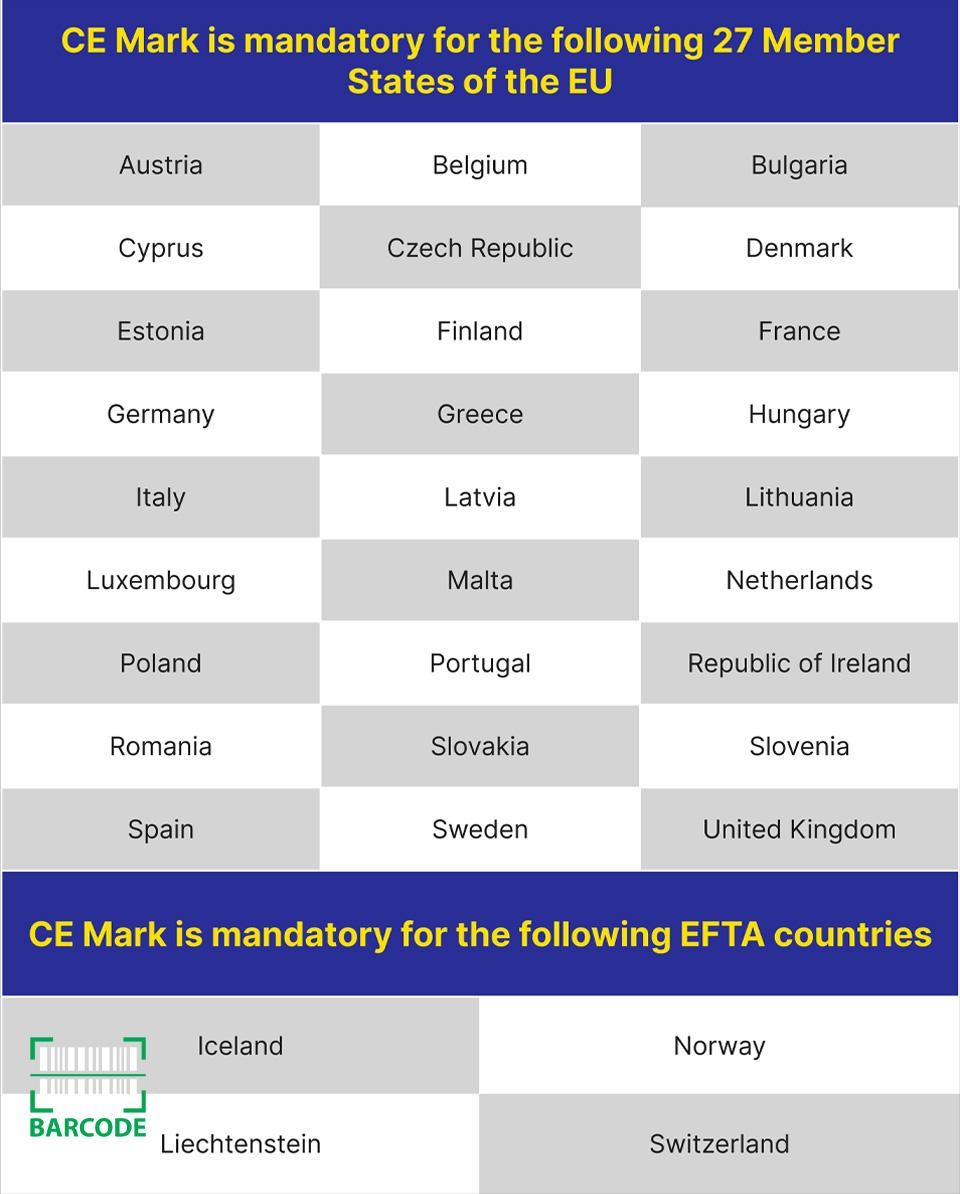 CE Mark is mandatory for the following 27 Member
States of the EU
Austria Belgium Bulgaria
Cyprus Czech Republic Denmark
Estonia Finland France
Germany Greece Hungary
Italy Latvia Lithuania
Luxembourg Malta Netherlands
Poland Portugal Republic of Ireland
Romania Slovakia Slovenia
Spain Sweden United Kingdom
CE Mark is mandatory for the following EFTA countries
Iceland Norway
BARCODE
Liechtenstein Switzerland